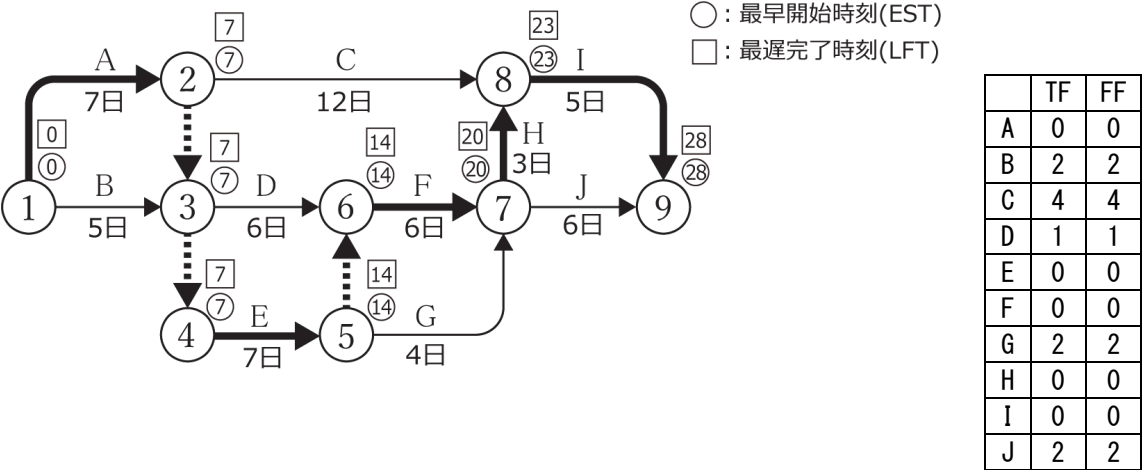 ○：最早開始時刻(EST)
□：最遅完了時刻(LFT)
7
7
23
23
A
7日
2
C
12日
8
I
5日
0
0
7
7
14
14
20
20
H
3日
28
28
1
B
5日
3
D
6日
6
F
6日
7
J
6日
9
7
7
14
14
4
E
7日
5
G
4日
TF FF
A 0 0
B 2 2
C 4 4
D 1 1
E 0 0
F 0 0
G 2 2
H 0 0
I 0 0
J 2 2